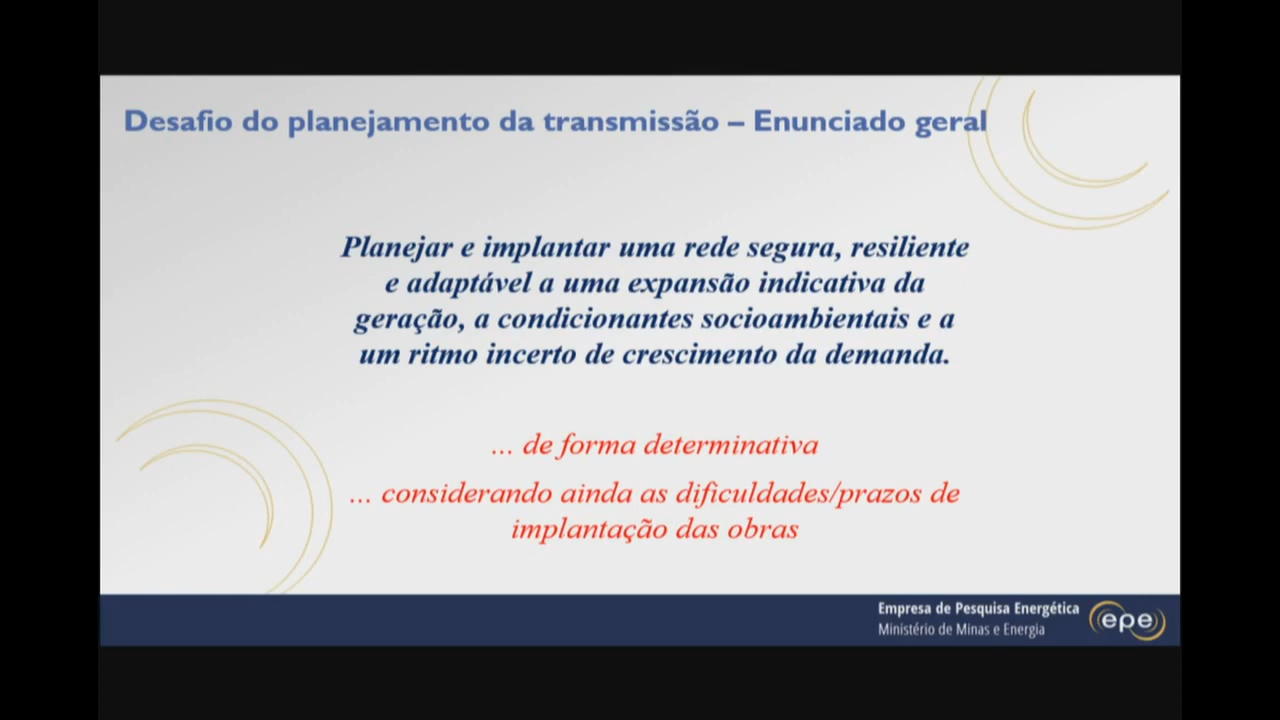 Desafio do planejamento da transmissão – Enunciado geral
Planejar e implantar uma rede segura, resiliente
e adaptável a uma expansão indicativa da
geração, a condicionantes socioambientais e a
um ritmo incerto de crescimento da demanda.
... de forma determinativa
... considerando ainda as dificuldades/prazos de
implantação das obras
Empresa de Pesquisa Energética
Ministério de Minas e Energia
epe